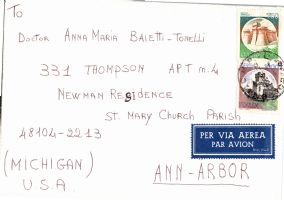 To
Doctor Anna Maria Baietti-Tonelli
331 Thompson Apt m.4
Newman Residence
St. Mary Church Parish
48104-2213
PER VIA AEREA
PAR AVION
(Michigan)
Ann-Arbor
U.S.A.